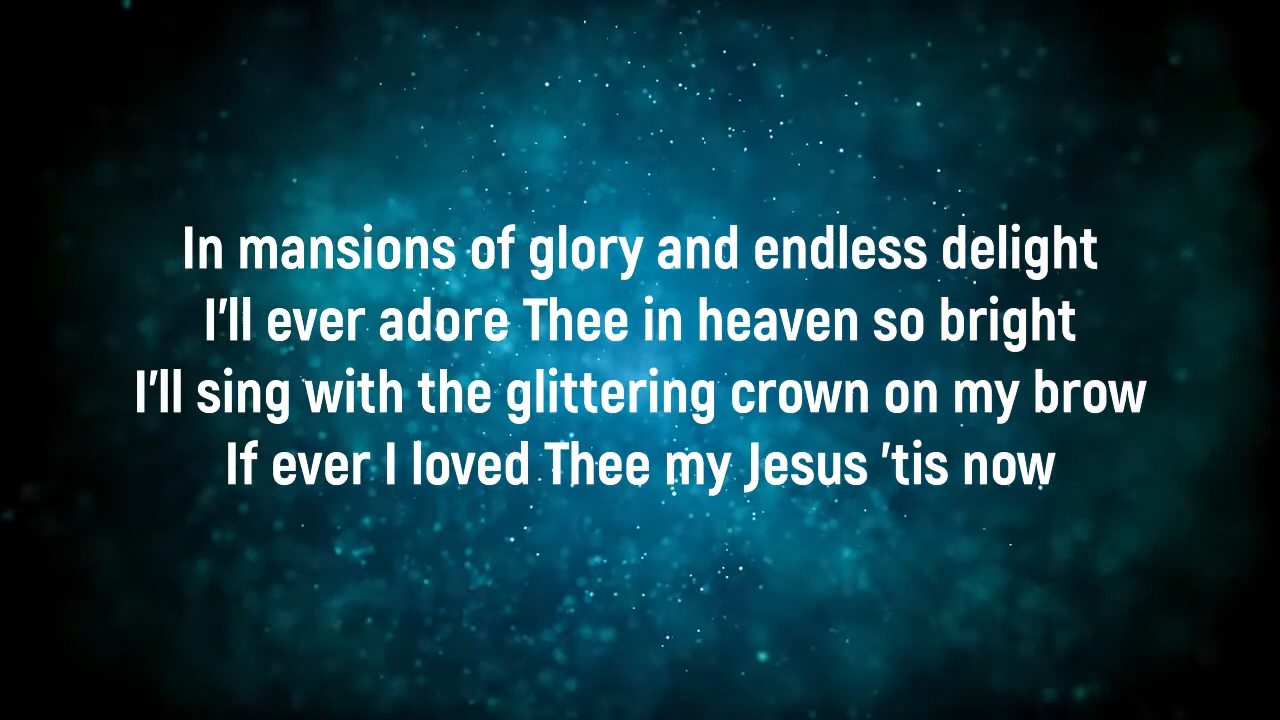 In mansions of glory and endless delight
I'll ever adore Thee in heaven so bright
I'll sing with the glittering crown on my brow
If ever I loved Thee my Jesus 'tis now